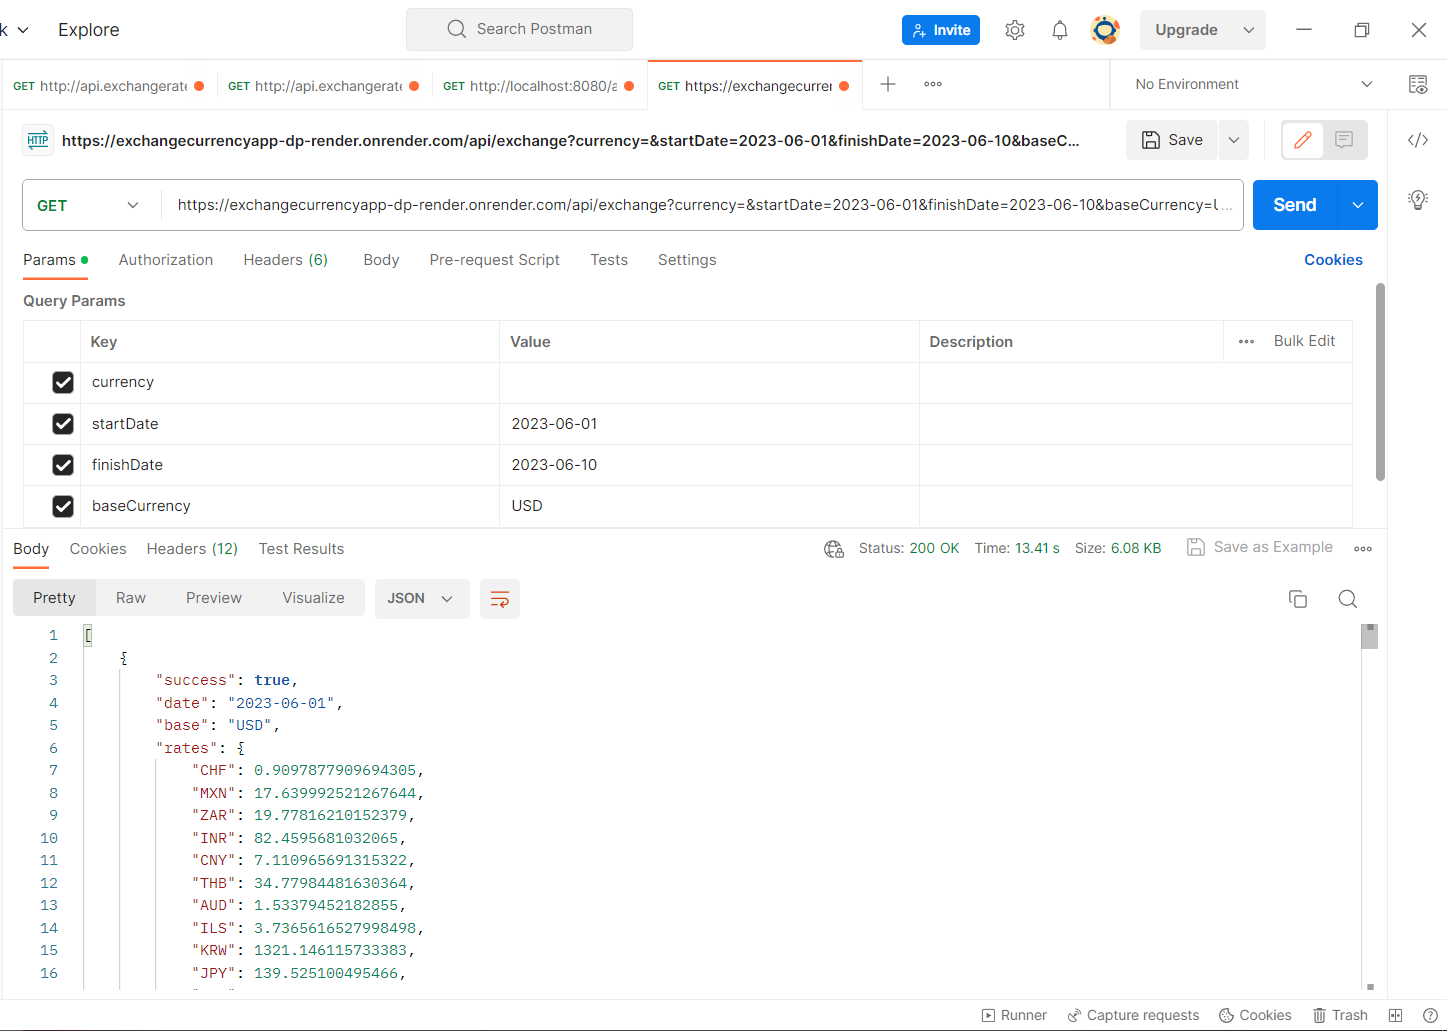 k Explore Search Postman Invite Upgrade
GET http://api.exchangerate GET http://api.exchangerate GET http://localhost:8080/a GET https://exchangecurrer No Environment
HTTP https://exchangecurrencyapp-dp-render.onrender.com/api/exchange?currency=&startDate=2023-06-01&finishDate=2023-06-10&baseC... Save
GET https://exchangecurrencyapp-dp-render.onrender.com/api/exchange?currency=&startDate=2023-06-01&finishDate=2023-06-10&baseCurrency=U... Send
Params Authorization Headers (6) Body Pre-request Script Tests Settings Cookies
Query Params
Key Value Description Bulk Edit
currency
startDate 2023-06-01
finishDate 2023-06-10
baseCurrency USD
Body Cookies Headers (12) Test Results Status: 200 OK Time: 13.41 s Size: 6.08 KB Save as Example
Pretty Raw Preview Visualize JSON
1 [
2 {
3 "success": true,
4 "date": "2023-06-01",
5 "base": "USD",
6 "rates": {
7 "CHF": 0.9097877909694305,
8 "MXN": 17.639992521267644,
9 "ZAR": 19.77816210152379,
10 "INR": 82.4595681032065,
11 "CNY": 7.110965691315322,
12 "THB": 34.77984481630364,
13 "AUD": 1.53379452182855,
14 "ILS": 3.7365616527998498,
15 "KRW": 1321.146115733383,
16 "JPY": 139.525100495466,
Runner Capture requests Cookies Trash